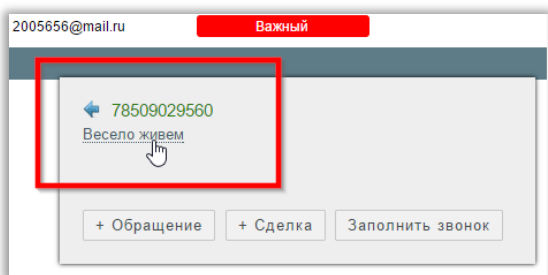 2005656@mail.ru Важный
78509029560
Весело живем
+ Обращение + Сделка Заполнить звонок